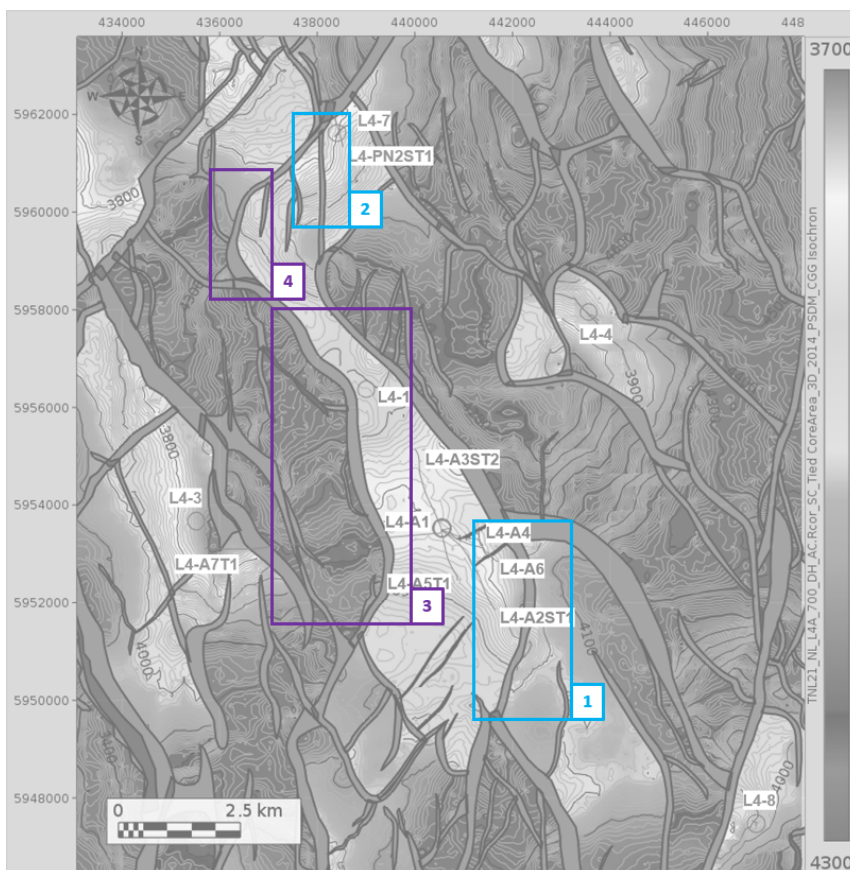 434000 436000 438000 440000 442000 444000 446000 448
3700
N
W E
S
5962000
L4-7
L4-PN2ST1
3800
5960000
2
4
5958000
L4-4
3900
5956000
L4-1
3800
L4-A3ST2
5954000
L4-3
L4-A1
L4-A4
L4-A7T1
L4-A6
L4-A5T1
5952000
3
L4-A2ST1
4100
4000
5950000
1
5948000
4000
L4-8
0 2.5 km
TNL21_NL_L4A_700_DH_AC.Rcor_SC_Tied CoreArea_3D_2014_PSDM_CGG Isochron
4300